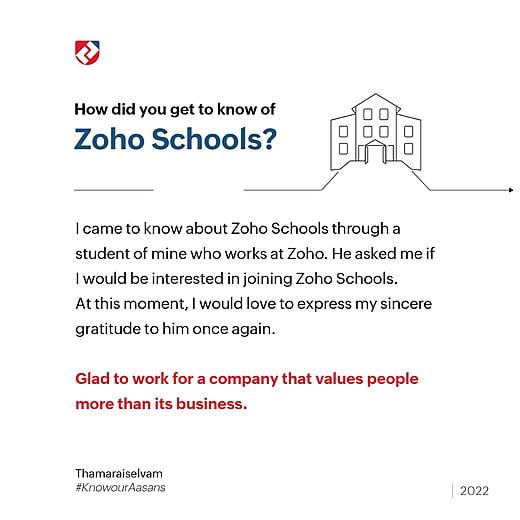 How did you get to know of
Zoho Schools?
I came to know about Zoho Schools through a
student of mine who works at Zoho. He asked me if
I would be interested in joining Zoho Schools.
At this moment, I would love to express my sincere
gratitude to him once again.
Glad to work for a company that values people
more than its business.
Thamaraiselvam
#KnowourAasans
2022